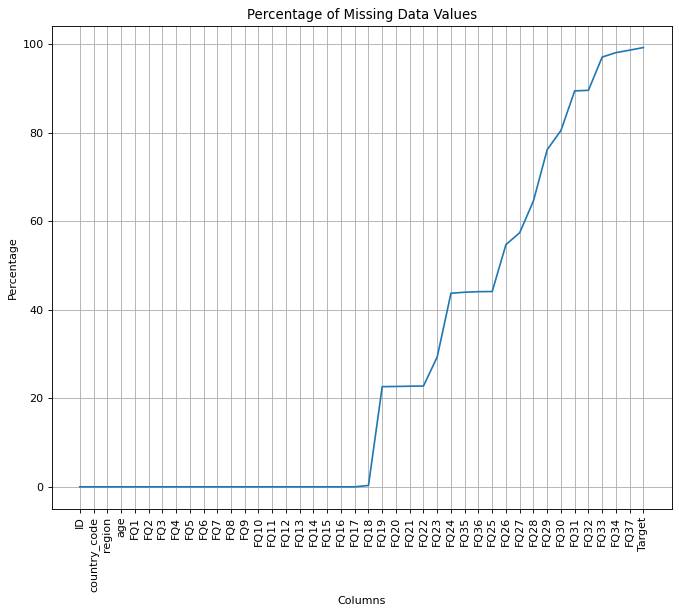 Percentage of Missing Data Values
100
80
60
40
20
0
Percentage
ID
country_code
region
age
FQ1
FQ2
FQ3
FQ4
FQ5
FQ6
FQ7
FQ8
FQ9
FQ10
FQ11
FQ12
FQ13
FQ14
FQ15
FQ16
FQ17
FQ18
FQ19
FQ20
FQ21
FQ22
FQ23
FQ24
FQ35
FQ36
FQ25
FQ26
FQ27
FQ28
FQ29
FQ30
FQ31
FQ32
FQ33
FQ34
FQ37
Target
Columns